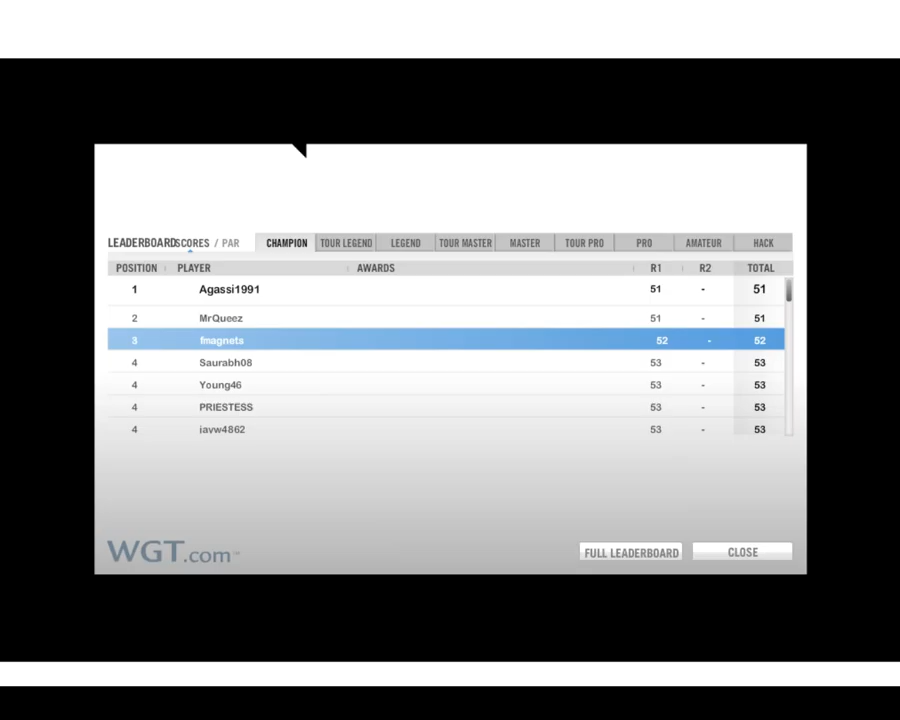 LEADERBOARD SCORES / PAR CHAMPION TOUR LEGEND LEGEND TOUR MASTER MASTER TOUR PRO PRO AMATEUR HACK
POSITION PLAYER AWARDS R1 R2 TOTAL
1 Agassi1991 51 - 51
2 MrQueez 51 - 51
3 fmagnets 52 - 52
4 Saurabh08 53 - 53
4 Young46 53 - 53
4 PRIESTESS 53 - 53
4 jayw4862 53 - 53
WGT.com™ FULL LEADERBOARD CLOSE